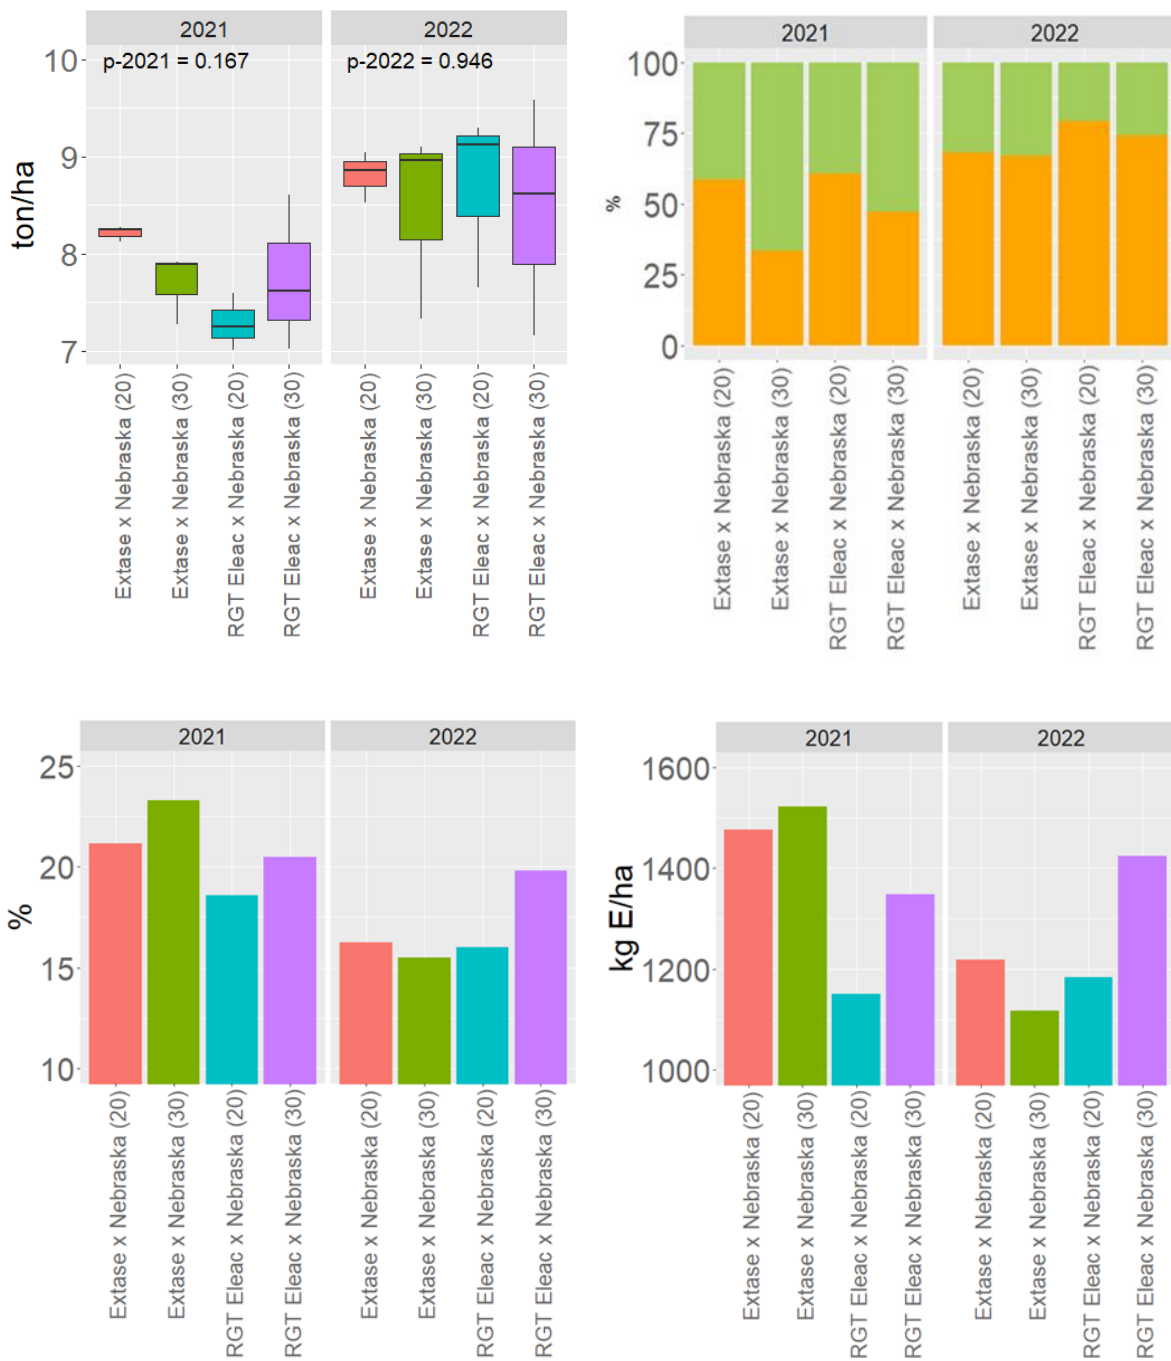 2021
2022
p-2021 = 0.167
p-2022 = 0.946
ton/ha
10
9
8
7
Extase x Nebraska (20)
Extase x Nebraska (30)
RGT Eleac x Nebraska (20)
RGT Eleac x Nebraska (30)
Extase x Nebraska (20)
Extase x Nebraska (30)
RGT Eleac x Nebraska (20)
RGT Eleac x Nebraska (30)
2021
2022
%
100
75
50
25
0
Extase x Nebraska (20)
Extase x Nebraska (30)
RGT Eleac x Nebraska (20)
RGT Eleac x Nebraska (30)
Extase x Nebraska (20)
Extase x Nebraska (30)
RGT Eleac x Nebraska (20)
RGT Eleac x Nebraska (30)
2021
2022
%
25
20
15
10
Extase x Nebraska (20)
Extase x Nebraska (30)
RGT Eleac x Nebraska (20)
RGT Eleac x Nebraska (30)
Extase x Nebraska (20)
Extase x Nebraska (30)
RGT Eleac x Nebraska (20)
RGT Eleac x Nebraska (30)
2021
2022
kg E/ha
1600
1400
1200
1000
Extase x Nebraska (20)
Extase x Nebraska (30)
RGT Eleac x Nebraska (20)
RGT Eleac x Nebraska (30)
Extase x Nebraska (20)
Extase x Nebraska (30)
RGT Eleac x Nebraska (20)
RGT Eleac x Nebraska (30)